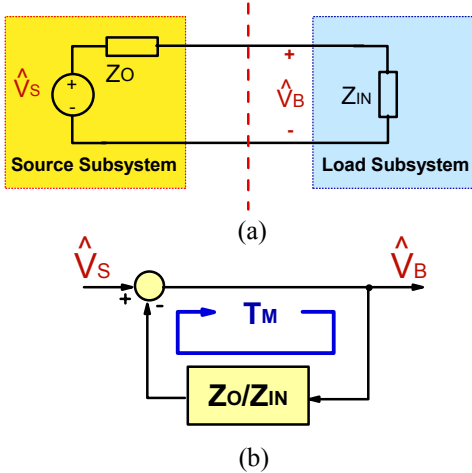 V̂S
+
-
ZO
+
V̂B
-
ZIN
Source Subsystem
Load Subsystem
(a)
V̂S
V̂B
+
-
TM
ZO/ZIN
(b)